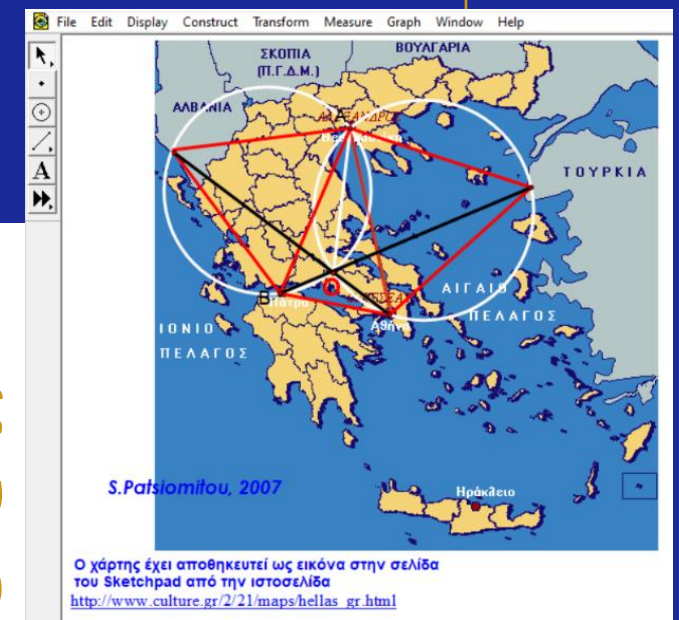 File Edit Display Construct Transform Measure Graph Window Help
A
ΣΚΟΠΙΑ
(Π.Γ.Δ.Μ.)
ΒΟΥΛΓΑΡΙΑ
ΑΛΒΑΝΙΑ
ΤΟΥΡΚΙΑ
ΑΙΓΑΙΟ
ΠΕΛΑΓΟΣ
Β
Πάτρα
Αθήνα
ΙΟΝΙΟ
ΠΕΛΑΓΟΣ
S.Patsiomitou, 2007
Ηράκλειο
Ο χάρτης έχει αποθηκευτεί ως εικόνα στην σελίδα
του Sketchpad από την ιστοσελίδα
http://www.culture.gr/2/21/maps/hellas_gr.html